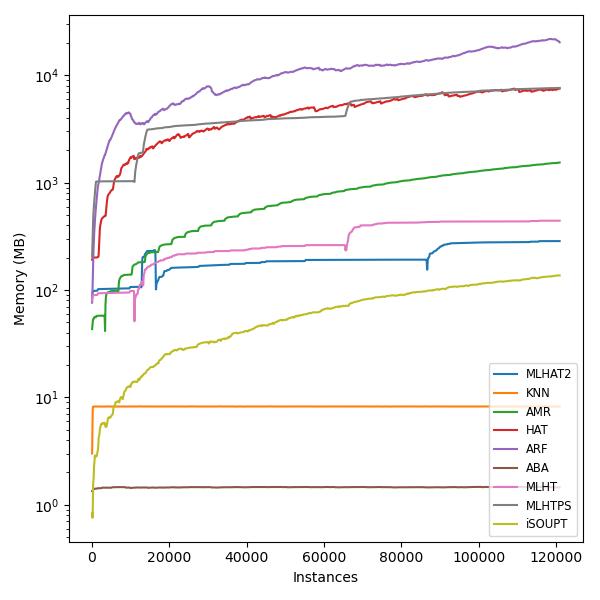 Memory (MB)
10⁴
10³
10²
10¹
10⁰
MLHAT2
KNN
AMR
HAT
ARF
ABA
MLHT
MLHTPS
iSOUPT
0 20000 40000 60000 80000 100000 120000
Instances